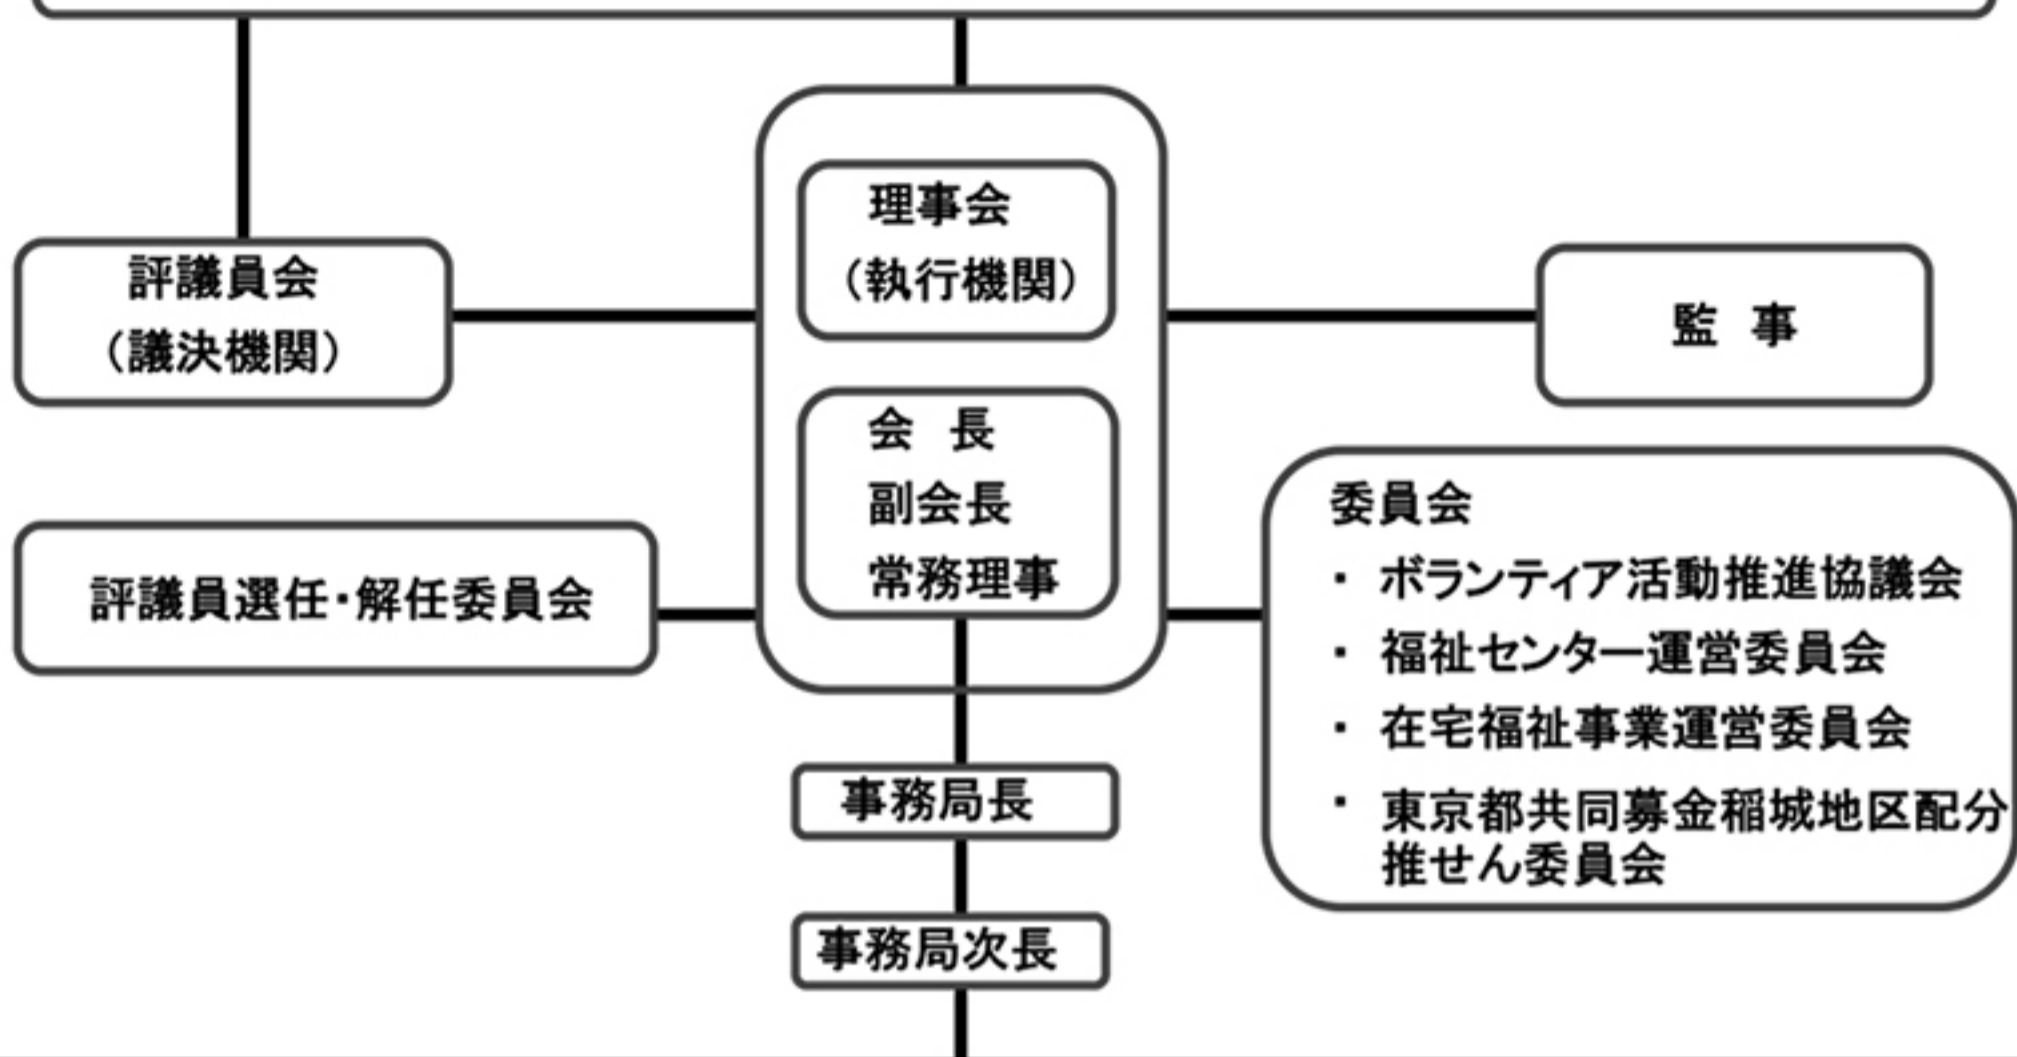 理事会
（執行機関）
評議員会
（議決機関）
監　事
会　長
副会長
常務理事
評議員選任・解任委員会
委員会
・ ボランティア活動推進協議会
・ 福祉センター運営委員会
・ 在宅福祉事業運営委員会
・ 東京都共同募金稲城地区配分
推せん委員会
事務局長
事務局次長